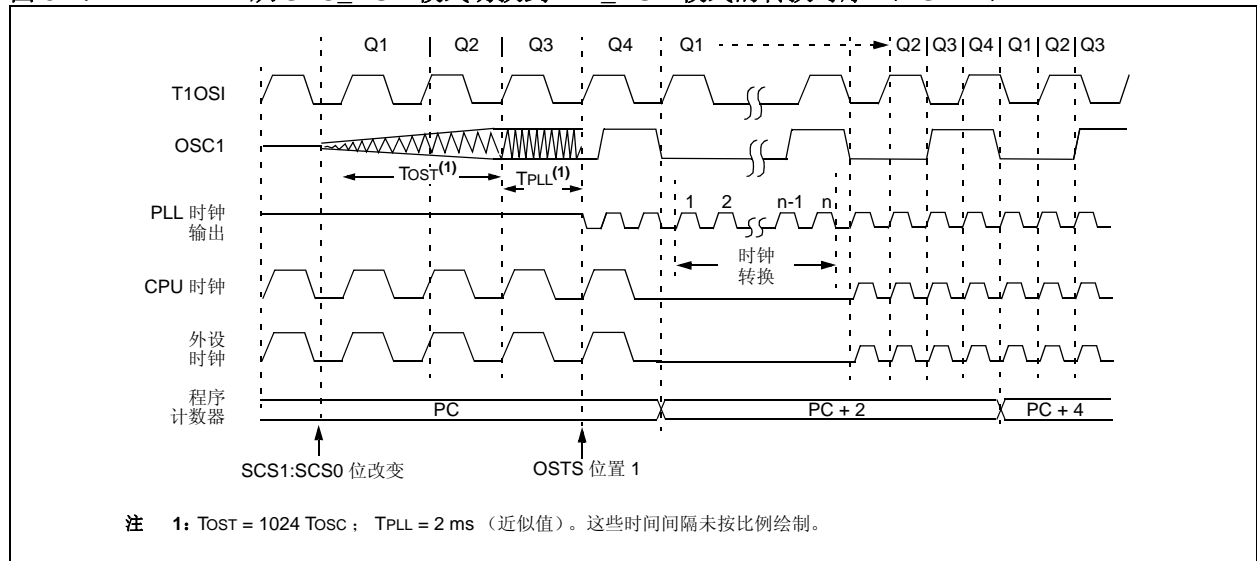 Q1 Q2 Q3 Q4 Q1 Q2 Q3 Q4 Q1 Q2 Q3
T1OSI
OSC1
TOST(1)
TPLL(1)
PLL 时钟
输出
1 2 n-1 n
时钟
转换
CPU 时钟
外设
时钟
程序
计数器
PC PC + 2 PC + 4
SCS1:SCS0 位改变
OSTS 位置 1
注 1: TOST = 1024 TOSC ; TPLL = 2 ms (近似值)。这些时间间隔未按比例绘制。